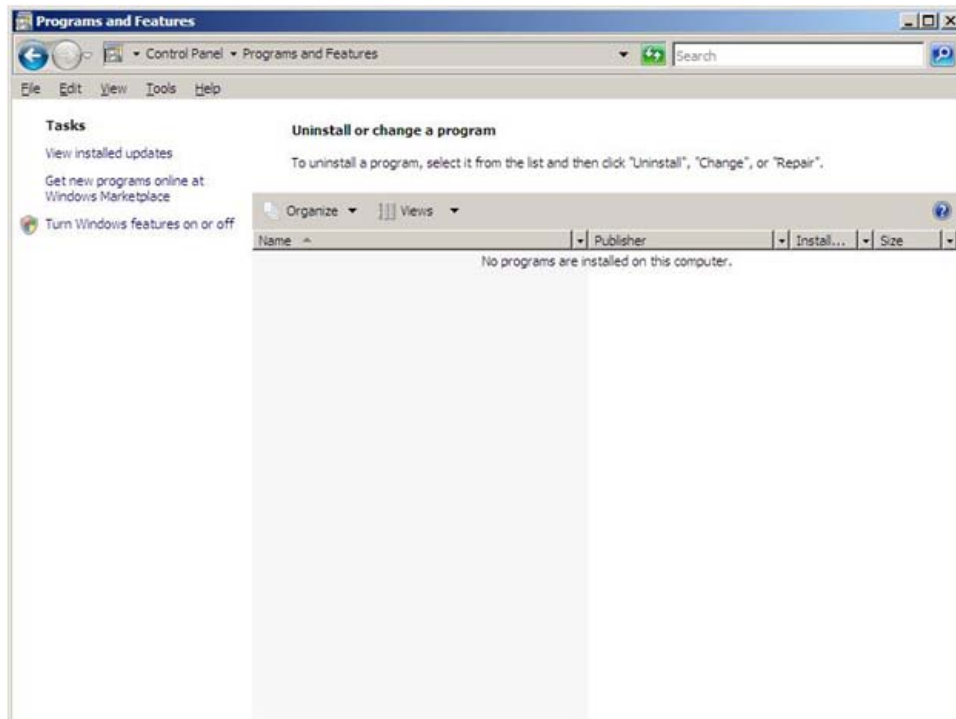 Programs and Features
Control Panel ▾ Programs and Features
Search
File Edit View Tools Help
Tasks
View installed updates
Get new programs online at
Windows Marketplace
Turn Windows features on or off
Uninstall or change a program
To uninstall a program, select it from the list and then click "Uninstall", "Change", or "Repair".
Organize Views
Name Publisher Install... Size
No programs are installed on this computer.